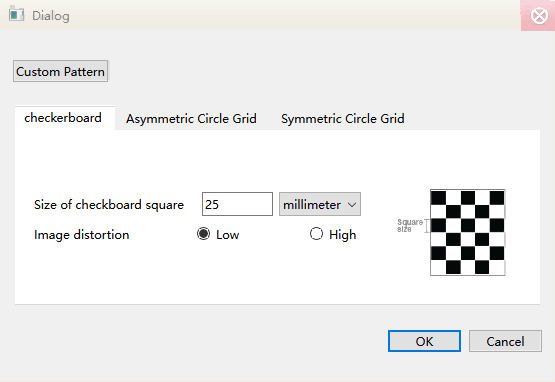 Dialog
Custom Pattern
checkerboard Asymmetric Circle Grid Symmetric Circle Grid
Size of checkboard square 25 millimeter
Square
size
Image distortion Low High
OK Cancel